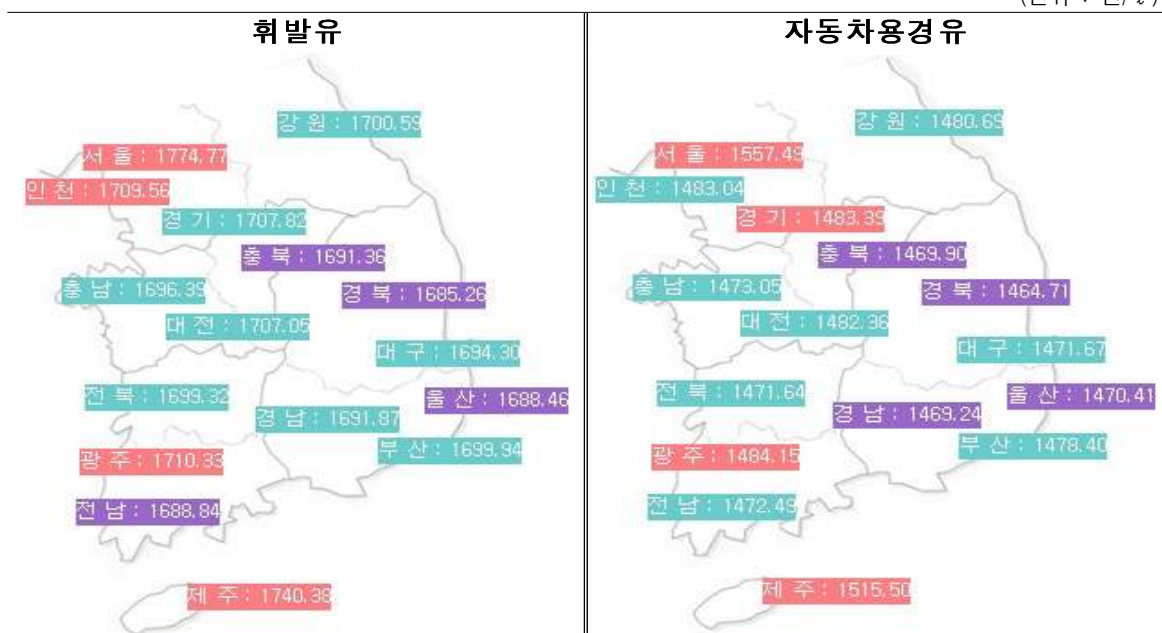 휘발유
강 원 : 1700.59
서 울 : 1774.77
인 천 : 1709.56
경 기 : 1707.82
충 북 : 1691.36
충 남 : 1696.39
경 북 : 1685.26
대 전 : 1707.05
대 구 : 1694.30
전 북 : 1699.32
울 산 : 1688.46
경 남 : 1691.87
부 산 : 1699.94
광 주 : 1710.33
전 남 : 1688.84
제 주 : 1740.38
자동차용경유
강 원 : 1480.69
서 울 : 1557.49
인 천 : 1483.04
경 기 : 1483.39
충 북 : 1469.90
충 남 : 1473.05
경 북 : 1464.71
대 전 : 1482.36
대 구 : 1471.67
전 북 : 1471.64
울 산 : 1470.41
경 남 : 1469.24
부 산 : 1478.40
광 주 : 1484.15
전 남 : 1472.49
제 주 : 1515.50